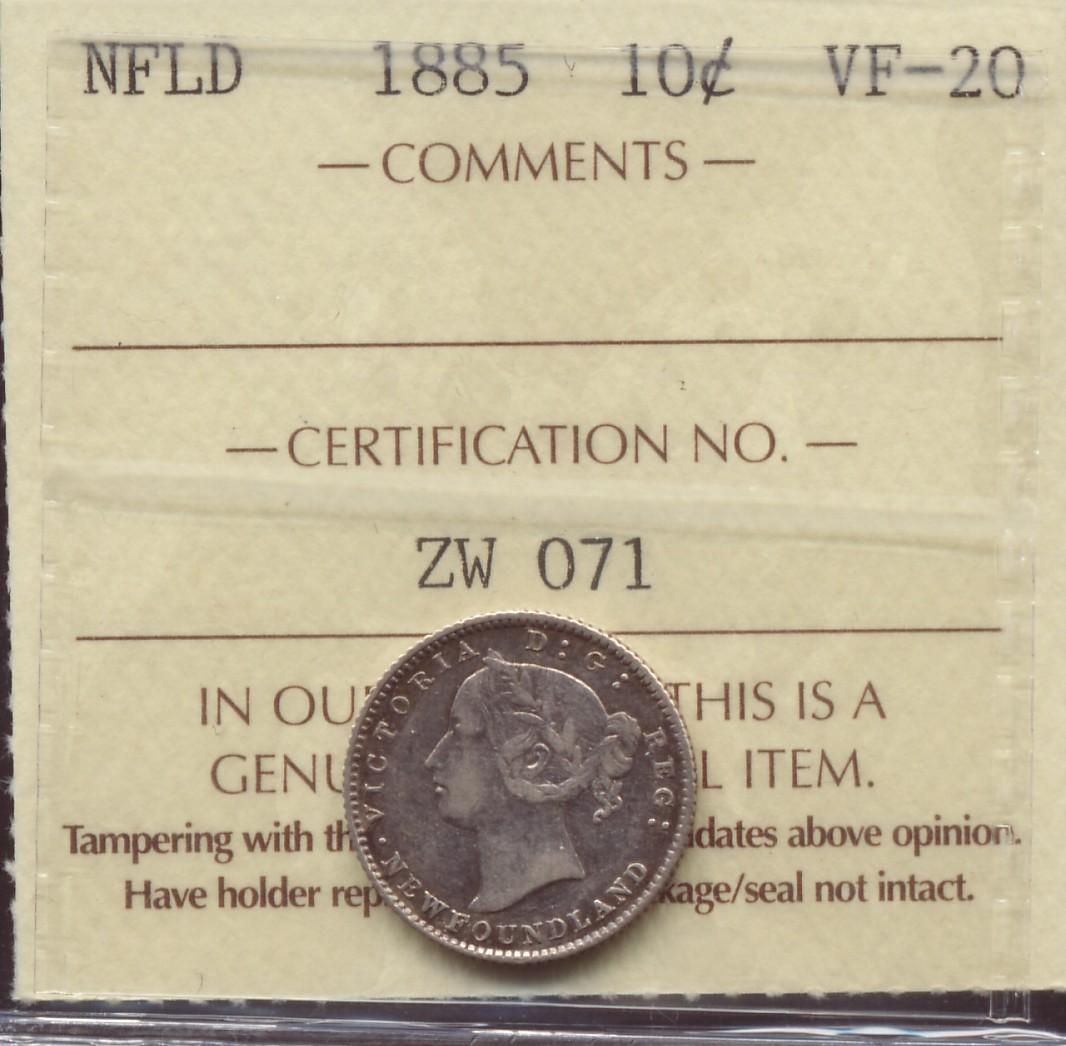 NFLD 1885 10¢ VF-20
— COMMENTS —
— CERTIFICATION NO. —
ZW 071
IN OU THIS IS A
GENU L ITEM.
Tampering with th idates above opinion.
Have holder rep kage/seal not intact.
VICTORIA D:G: REG:
·NEWFOUNDLAND